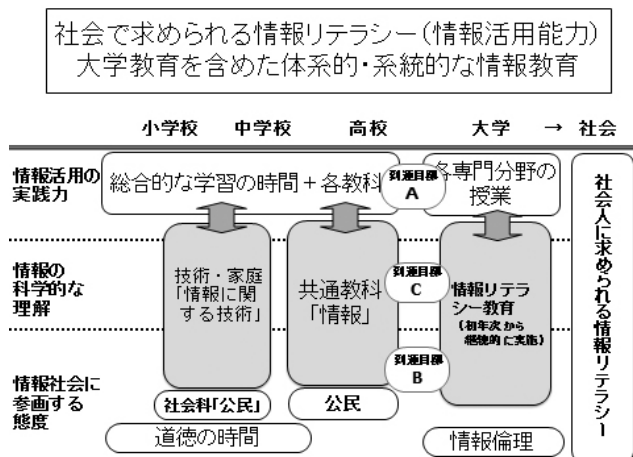 社会で求められる情報リテラシー(情報活用能力)
大学教育を含めた体系的・系統的な情報教育
小学校 中学校 高校 大学 → 社会
情報活用の
実践力
総合的な学習の時間+各教科
到達目標
A
各専門分野の
授業
情報の
科学的な
理解
技術・家庭
「情報に関
する技術」
共通教科
「情報」
到達目標
C
情報リテラ
シー教育
(初年次から
継続的に実施)
到達目標
B
情報社会に
参画する
態度
社会科「公民」
公民
道徳の時間
情報倫理
社会人に求められる情報リテラシー